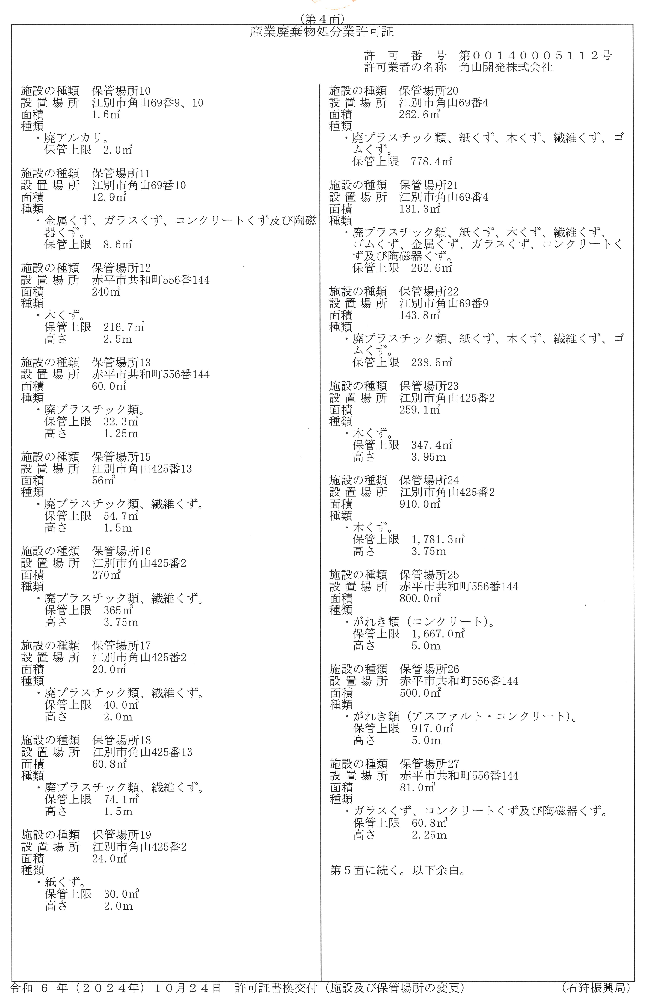 （第４面）
産業廃棄物処分業許可証
許　可　番　号　第００１４０００５１１２号
許可業者の名称　角山開発株式会社
施設の種類　保管場所10
設 置 場 所　江別市角山69番9、10
面積　1.6㎡
種類
・廃アルカリ。
保管上限　2.0㎥
施設の種類　保管場所11
設 置 場 所　江別市角山69番10
面積　12.9㎡
種類
・金属くず、ガラスくず、コンクリートくず及び陶磁
器くず。
保管上限　8.6㎥
施設の種類　保管場所12
設 置 場 所　赤平市共和町556番144
面積　240㎡
種類
・木くず。
保管上限　216.7㎥
高さ　2.5m
施設の種類　保管場所13
設 置 場 所　赤平市共和町556番144
面積　60.0㎡
種類
・廃プラスチック類。
保管上限　32.3㎥
高さ　1.25m
施設の種類　保管場所15
設 置 場 所　江別市角山425番13
面積　56㎡
種類
・廃プラスチック類、繊維くず。
保管上限　54.7㎥
高さ　1.5m
施設の種類　保管場所16
設 置 場 所　江別市角山425番2
面積　270㎡
種類
・廃プラスチック類、繊維くず。
保管上限　365㎥
高さ　3.75m
施設の種類　保管場所17
設 置 場 所　江別市角山425番2
面積　20.0㎡
種類
・廃プラスチック類、繊維くず。
保管上限　40.0㎥
高さ　2.0m
施設の種類　保管場所18
設 置 場 所　江別市角山425番13
面積　60.8㎡
種類
・廃プラスチック類、繊維くず。
保管上限　74.1㎥
高さ　1.5m
施設の種類　保管場所19
設 置 場 所　江別市角山425番2
面積　24.0㎡
種類
・紙くず。
保管上限　30.0㎥
高さ　2.0m
施設の種類　保管場所20
設 置 場 所　江別市角山69番4
面積　262.6㎡
種類
・廃プラスチック類、紙くず、木くず、繊維くず、ゴ
ムくず。
保管上限　778.4㎥
施設の種類　保管場所21
設 置 場 所　江別市角山69番4
面積　131.3㎡
種類
・廃プラスチック類、紙くず、木くず、繊維くず、
ゴムくず、金属くず、ガラスくず、コンクリートく
ず及び陶磁器くず。
保管上限　262.6㎥
施設の種類　保管場所22
設 置 場 所　江別市角山69番9
面積　143.8㎡
種類
・廃プラスチック類、紙くず、木くず、繊維くず、ゴ
ムくず。
保管上限　238.5㎥
施設の種類　保管場所23
設 置 場 所　江別市角山425番2
面積　259.1㎡
種類
・木くず。
保管上限　347.4㎥
高さ　3.95m
施設の種類　保管場所24
設 置 場 所　江別市角山425番2
面積　910.0㎡
種類
・木くず。
保管上限　1,781.3㎥
高さ　3.75m
施設の種類　保管場所25
設 置 場 所　赤平市共和町556番144
面積　800.0㎡
種類
・がれき類（コンクリート）。
保管上限　1,667.0㎥
高さ　5.0m
施設の種類　保管場所26
設 置 場 所　赤平市共和町556番144
面積　500.0㎡
種類
・がれき類（アスファルト・コンクリート）。
保管上限　917.0㎥
高さ　5.0m
施設の種類　保管場所27
設 置 場 所　赤平市共和町556番144
面積　81.0㎡
種類
・ガラスくず、コンクリートくず及び陶磁器くず。
保管上限　60.8㎥
高さ　2.25m
第５面に続く。以下余白。
令和 ６ 年（２０２４年）１０月２４日　許可証書換交付（施設及び保管場所の変更）　（石狩振興局）